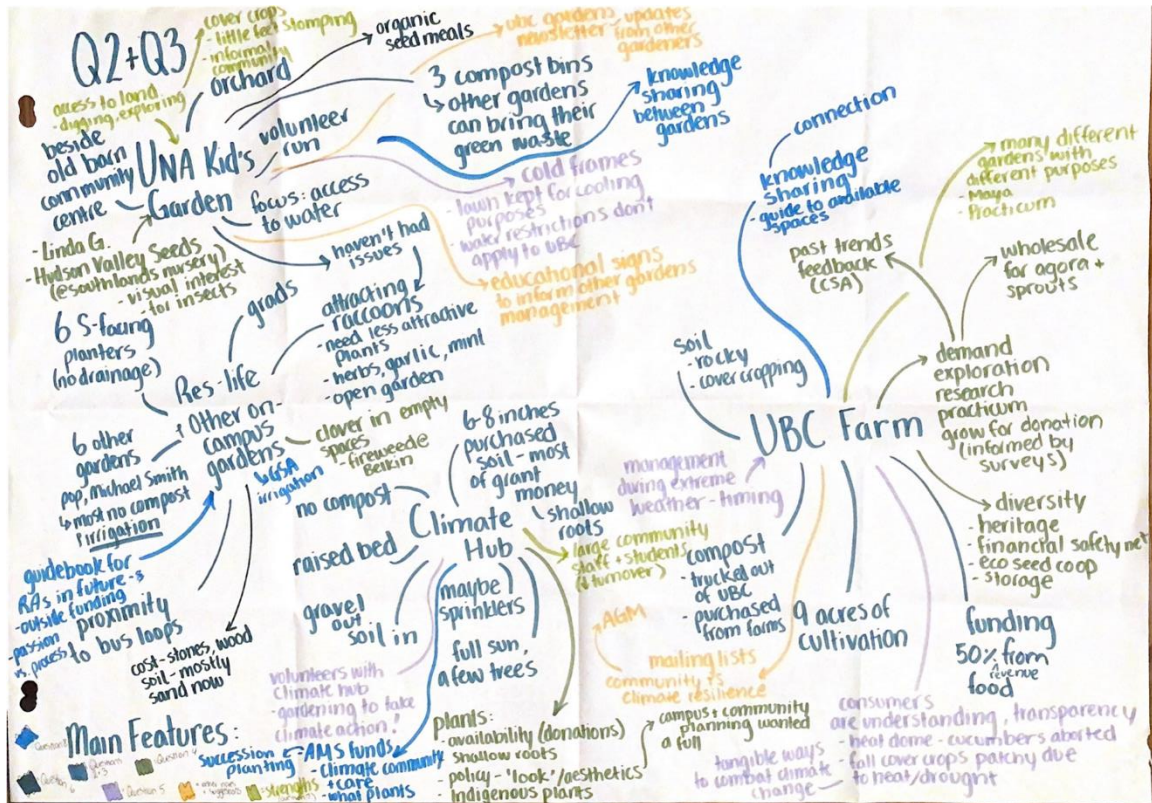 Q2+Q3
cover crops
- little feet stomping
- informality
community
orchard
organic
seed meals
ubc gardens
newsletter
updates
from other
gardeners
access to land
- digging, exploring
beside
old barn
community
centre
UNA Kid's
Garden
volunteer
run
3 compost bins
↳ other gardens
can bring their
green waste
knowledge
sharing
between
gardens
focus: access
to water
cold frames
- lawn kept for cooling
purposes
- water restrictions don't
apply to UBC
- Linda G.
- Hudson Valley Seeds
(@southlands nursery)
- visual interest
for insects
haven't had
issues
educational signs
to inform other gardens
management
6 S-facing
planters
(no drainage)
grads
attracting
raccoons
- need less attractive
plants
- herbs, garlic, mint
- open garden
Res-life
Other on-
campus
gardens
6 other
gardens
pop, Michael Smith
↳ most no compost
irrigation
clover in empty
spaces
- fireweede
Belkin
irrigation
guidebook for
RAs in future
- outside funding
- passion
vs. process
proximity
to bus loops
cost-stones, wood
soil-mostly
sand now
Climate
Hub
no compost
raised bed
gravel
out
soil in
6-8 inches
purchased
soil - most
of grant
money
shallow
roots
large community
staff + students
(↓ turnover)
maybe
sprinklers
full sun,
a few trees
volunteers with
climate hub
- gardening to take
climate action!
AMS funds
- climate community
+ care
- what plants
succession
planting
plants:
- availability (donations)
- shallow roots
- policy - 'look'/aesthetics
- Indigenous plants
campus + community
planning wanted
a full
UBC Farm
connection
knowledge
sharing
- guide to available
spaces
many different
gardens with
different purposes
- Maya
- Practicum
past trends
feedback
(CSA)
wholesale
for agora +
sprouts
soil
- rocky
- cover cropping
demand
exploration
research
practicum
grow for donation
(informed by
surveys)
management
during extreme
weather - timing
diversity
- heritage
- financial safety net
- eco seed coop
- storage
compost
- trucked out
of UBC
- purchased
from farms
9 acres of
cultivation
funding
50% from
revenue
food
AGM
mailing lists
community is
climate resilience
consumers
are understanding, transparency
- heat dome - cucumbers aborted
- fall cover crops patchy due
to heat/drought
tangible ways
to combat climate
change
Main Features:
Question 6
Question 5
strengths